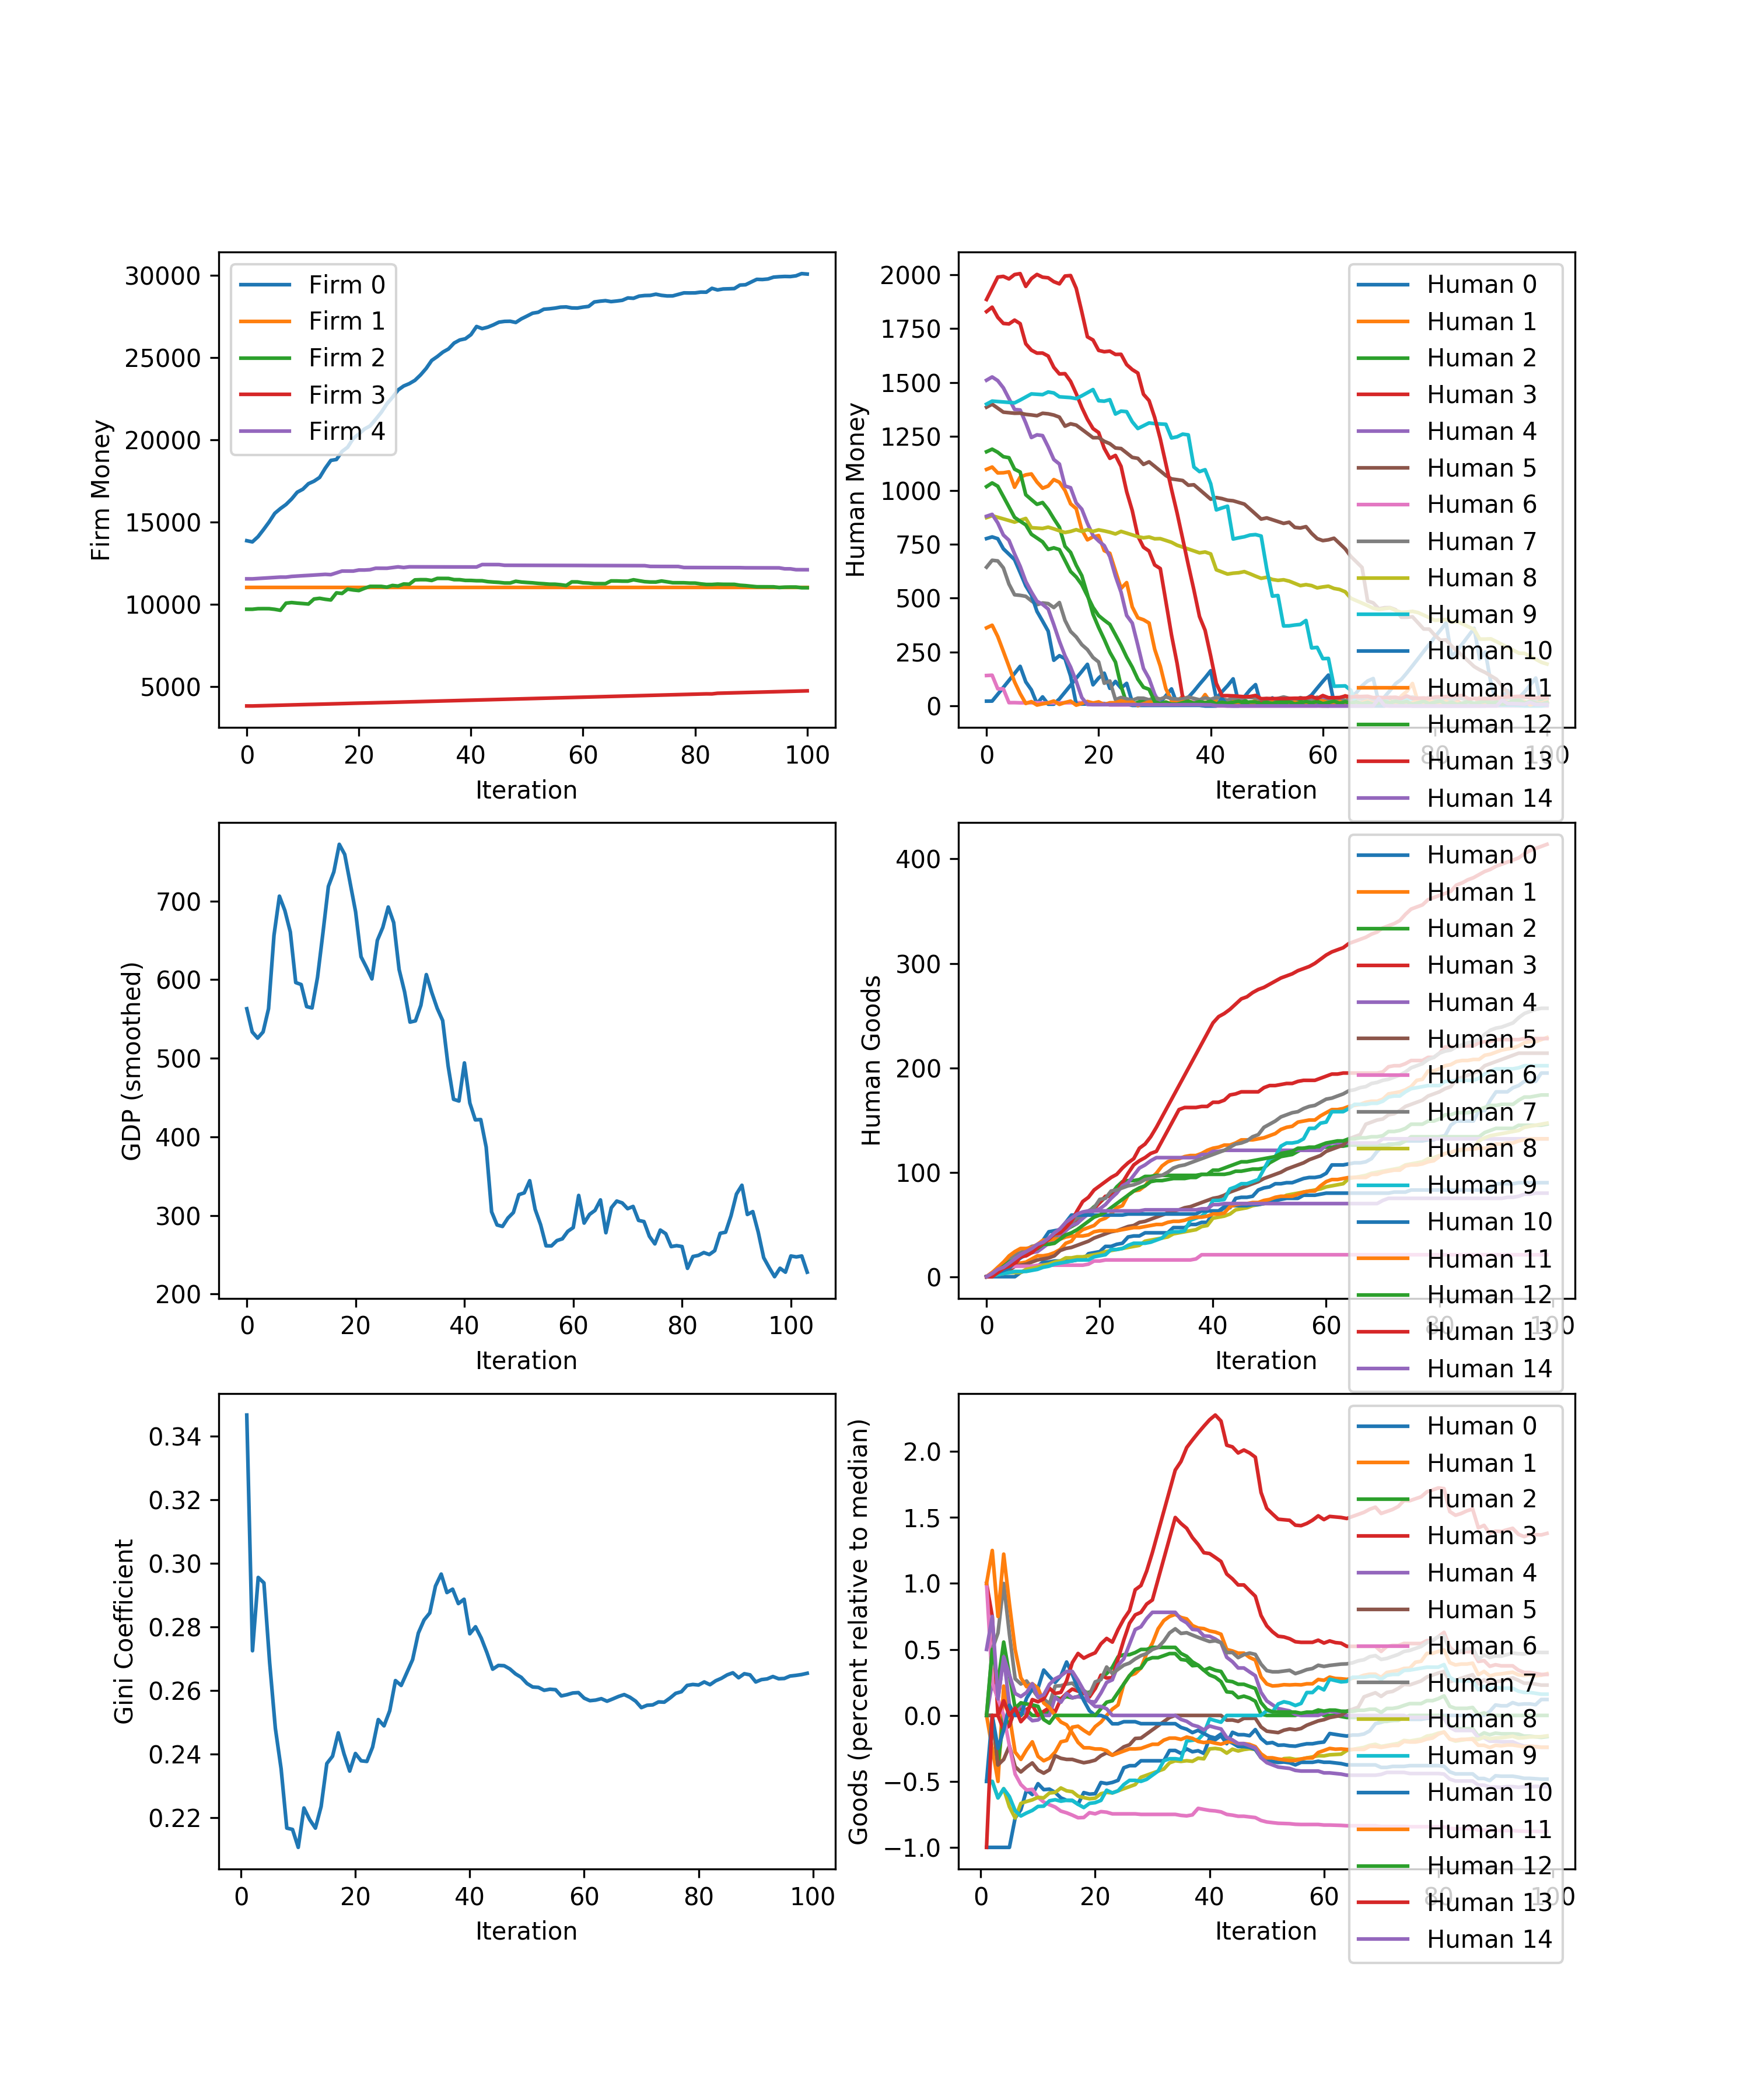 Firm Money
30000
25000
20000
15000
10000
5000
Firm 0
Firm 1
Firm 2
Firm 3
Firm 4
0 20 40 60 80 100
Iteration
Human Money
2000
1750
1500
1250
1000
750
500
250
0
Human 0
Human 1
Human 2
Human 3
Human 4
Human 5
Human 6
Human 7
Human 8
Human 9
Human 10
Human 11
Human 12
Human 13
Human 14
0 20 40 60 80 100
Iteration
GDP (smoothed)
700
600
500
400
300
200
0 20 40 60 80 100
Iteration
Human Goods
400
300
200
100
0
Human 0
Human 1
Human 2
Human 3
Human 4
Human 5
Human 6
Human 7
Human 8
Human 9
Human 10
Human 11
Human 12
Human 13
Human 14
0 20 40 60 80 100
Iteration
Gini Coefficient
0.34
0.32
0.30
0.28
0.26
0.24
0.22
0 20 40 60 80 100
Iteration
Goods (percent relative to median)
2.0
1.5
1.0
0.5
0.0
−0.5
−1.0
Human 0
Human 1
Human 2
Human 3
Human 4
Human 5
Human 6
Human 7
Human 8
Human 9
Human 10
Human 11
Human 12
Human 13
Human 14
0 20 40 60 80 100
Iteration